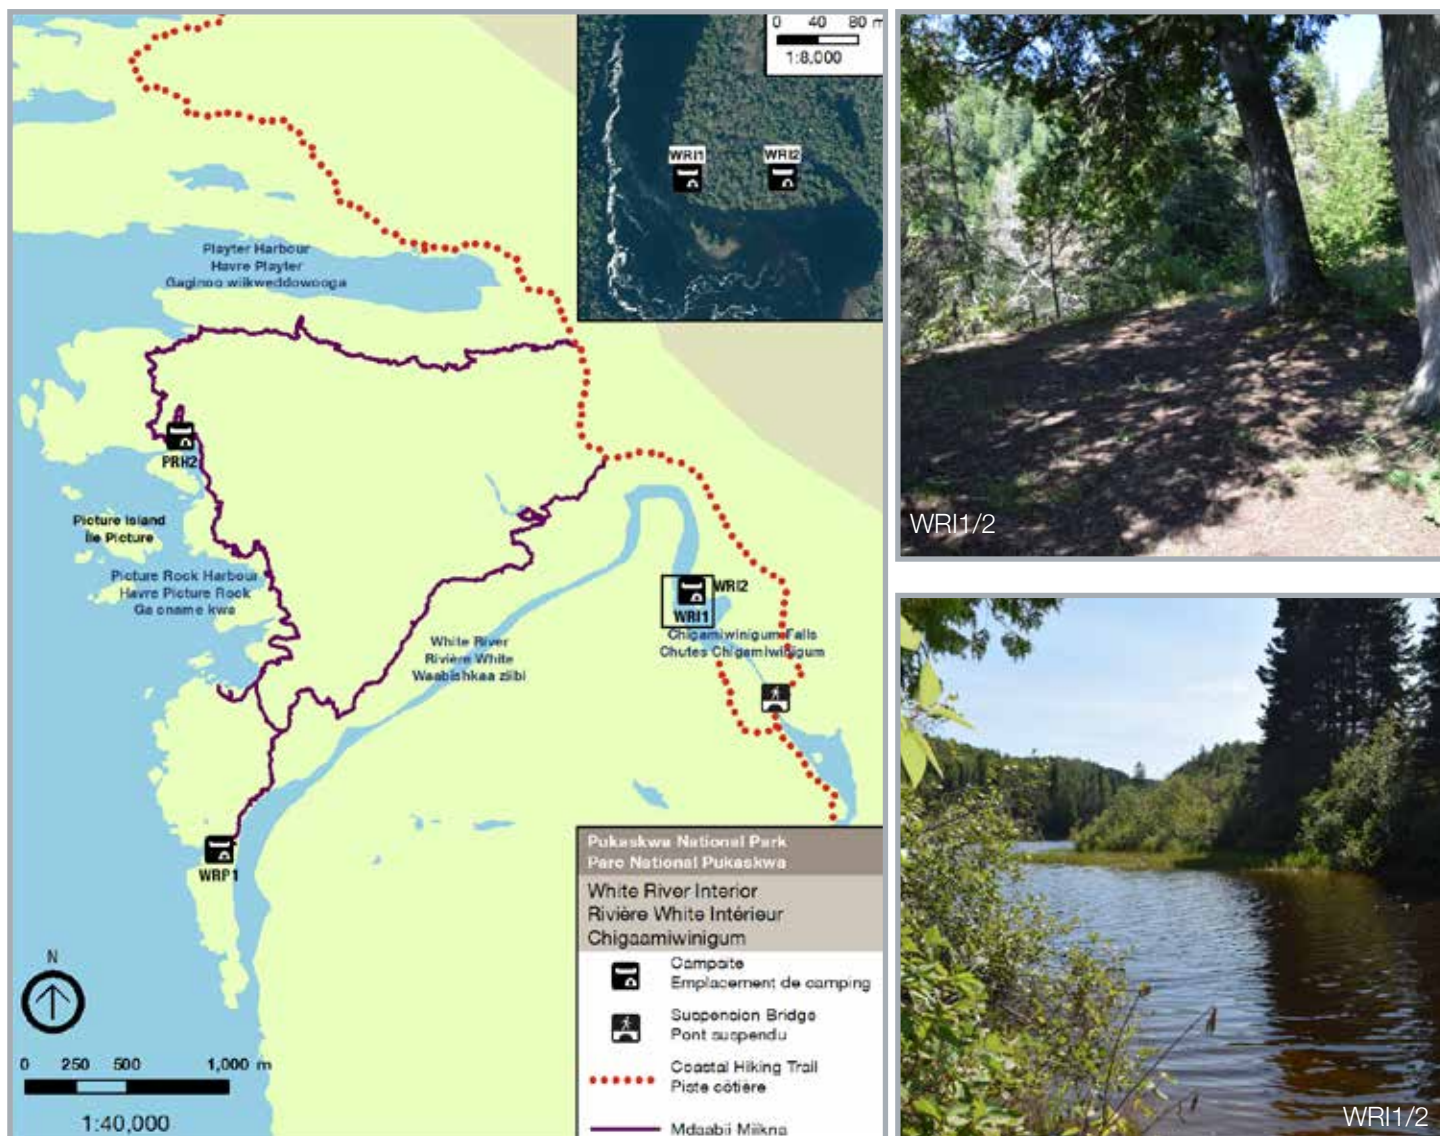 0 40 80 m
1:8,000
WRI1
WRI2
Playter Harbour
Havre Playter
Gaginoo wiikweddowooga
PRH2
Picture Island
Île Picture
Picture Rock Harbour
Havre Picture Rock
Ga oname kwe
White River
Rivière White
Waabishkaa ziibi
WRI2
WRI1
Chigamiwinigum Falls
Chutes Chigamiwinigum
WRP1
N
0 250 500 1,000 m
1:40,000
Pukaskwa National Park
Parc National Pukaskwa
White River Interior
Rivière White Intérieur
Chigaamiwinigum
Campsite
Emplacement de camping
Suspension Bridge
Pont suspendu
Coastal Hiking Trail
Piste côtière
Mdaabii Miikna
WRI1/2
WRI1/2